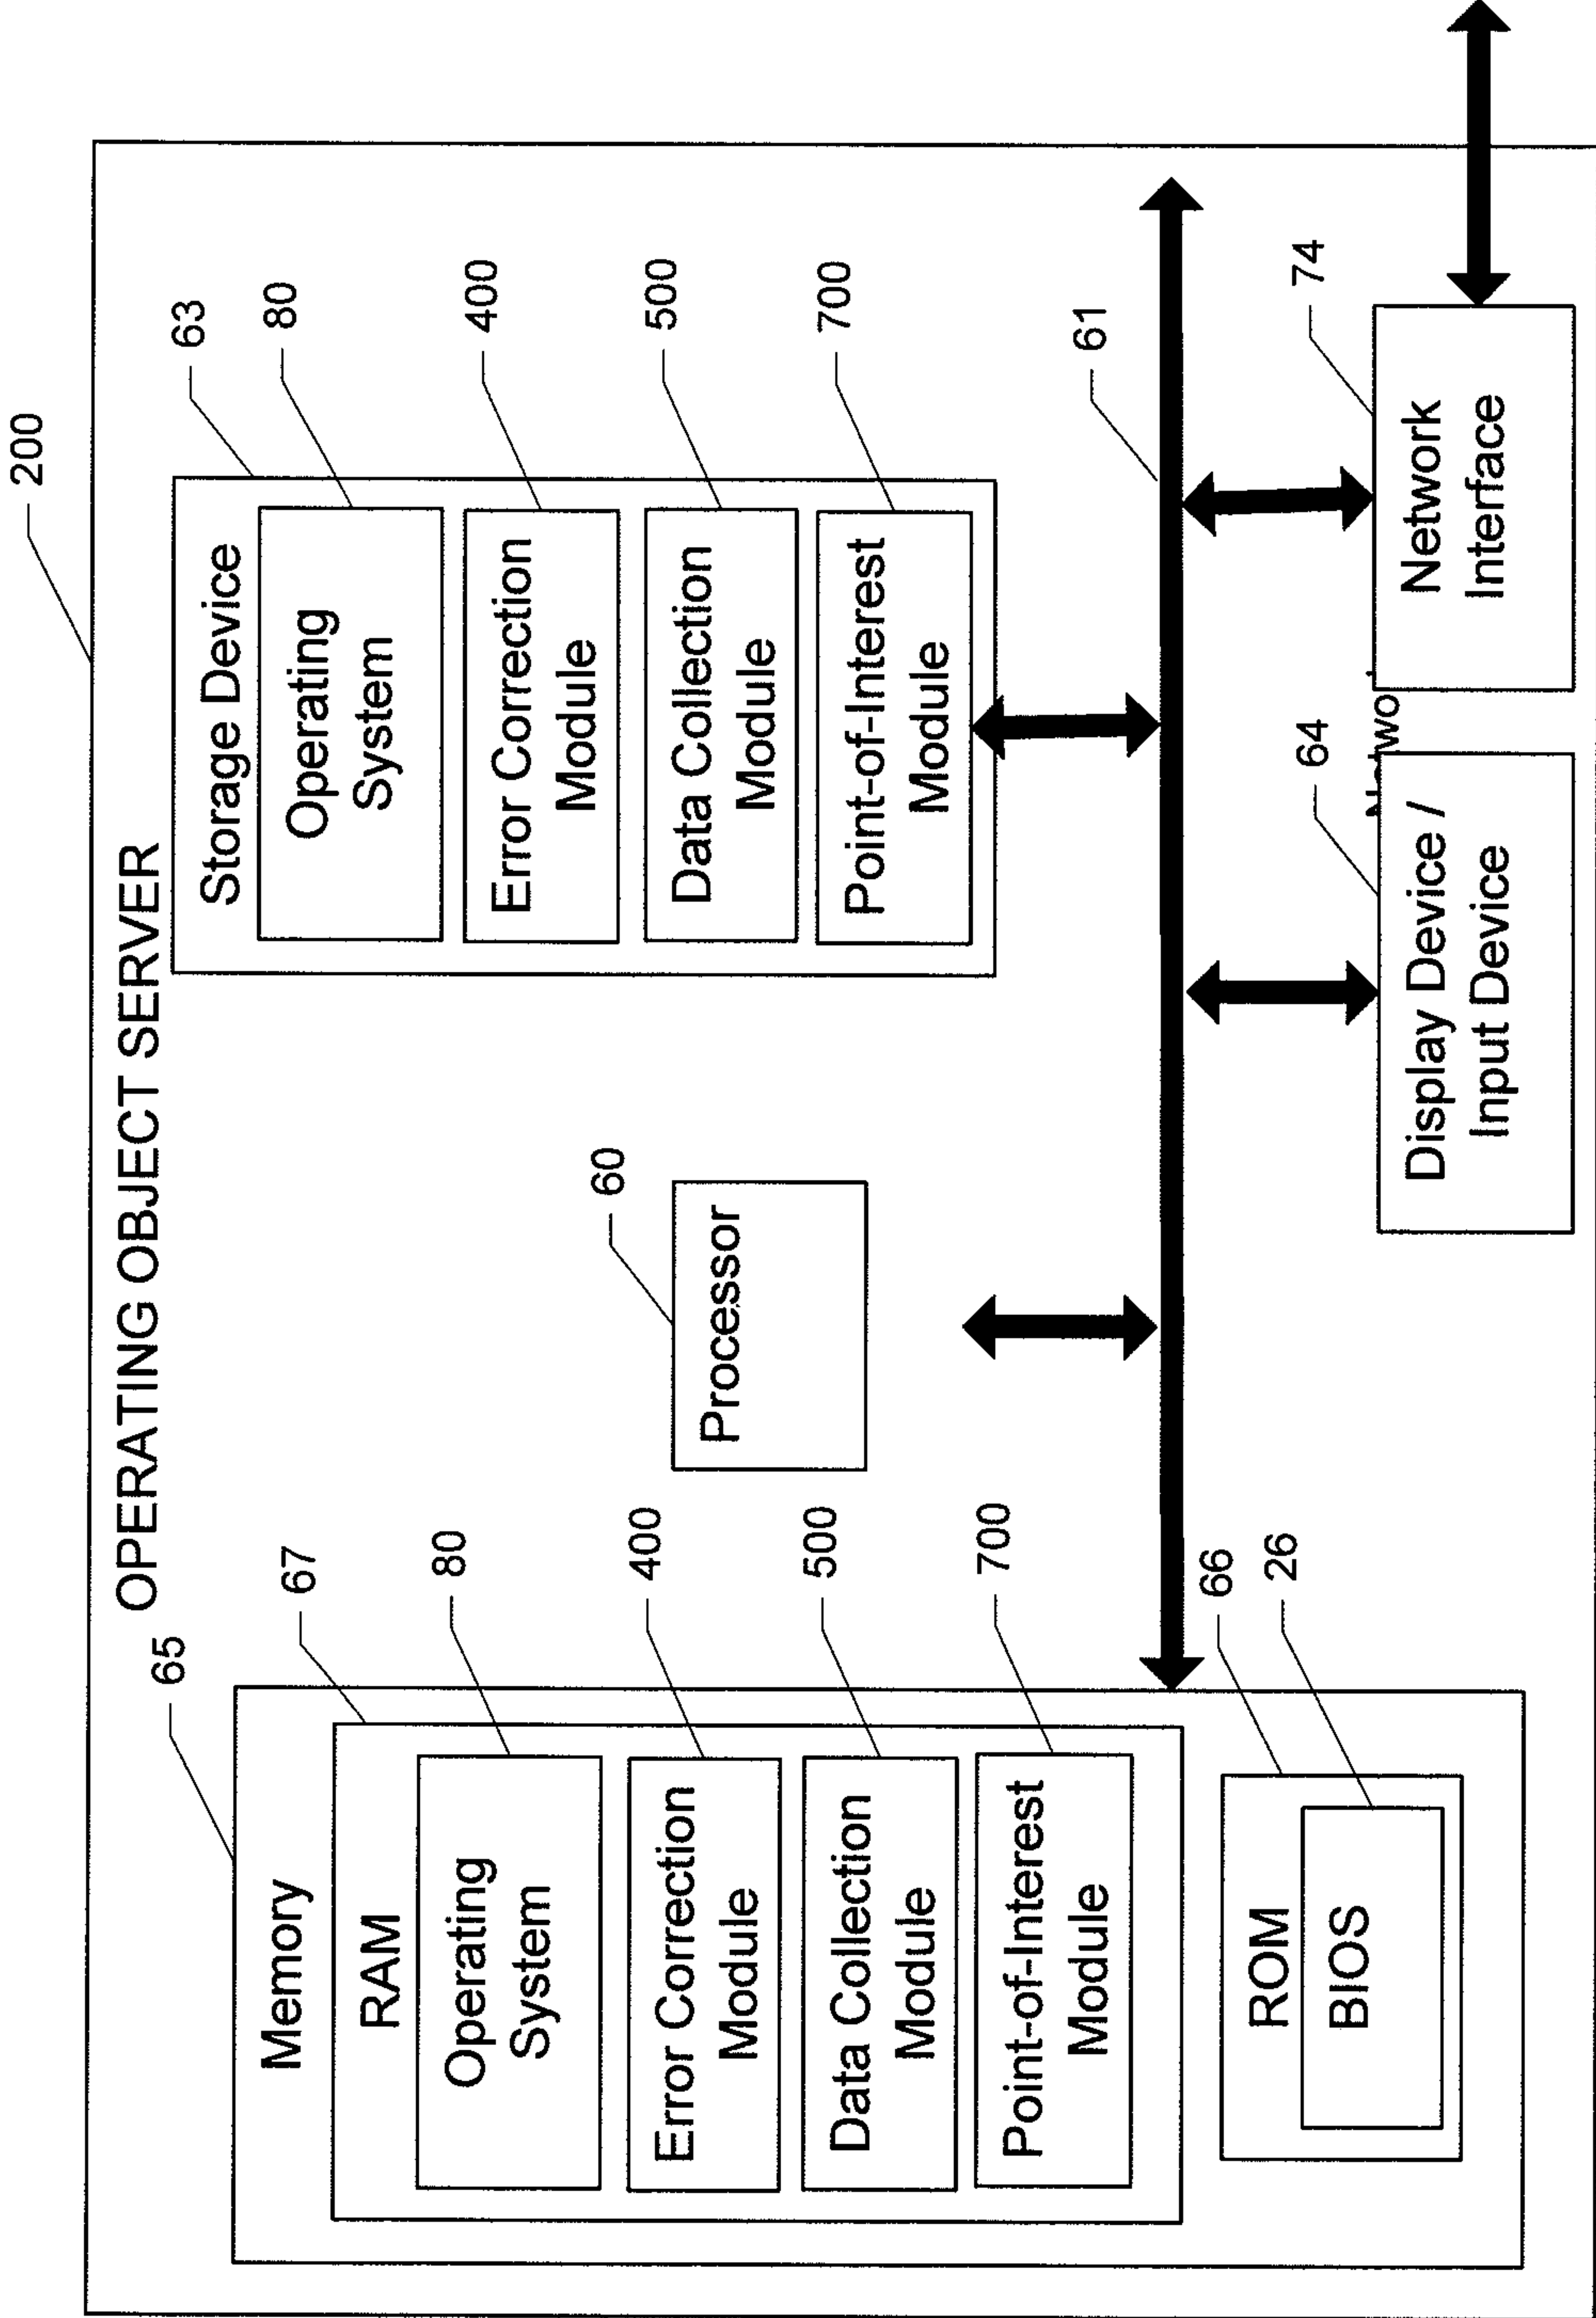 200
OPERATING OBJECT SERVER
65
Memory
67
RAM
80
Operating
System
400
Error Correction
Module
500
Data Collection
Module
700
Point-of-Interest
Module
66
ROM
26
BIOS
60
Processor
63
Storage Device
80
Operating
System
400
Error Correction
Module
500
Data Collection
Module
700
Point-of-Interest
Module
61
64
Display Device /
Input Device
74
Network
Interface